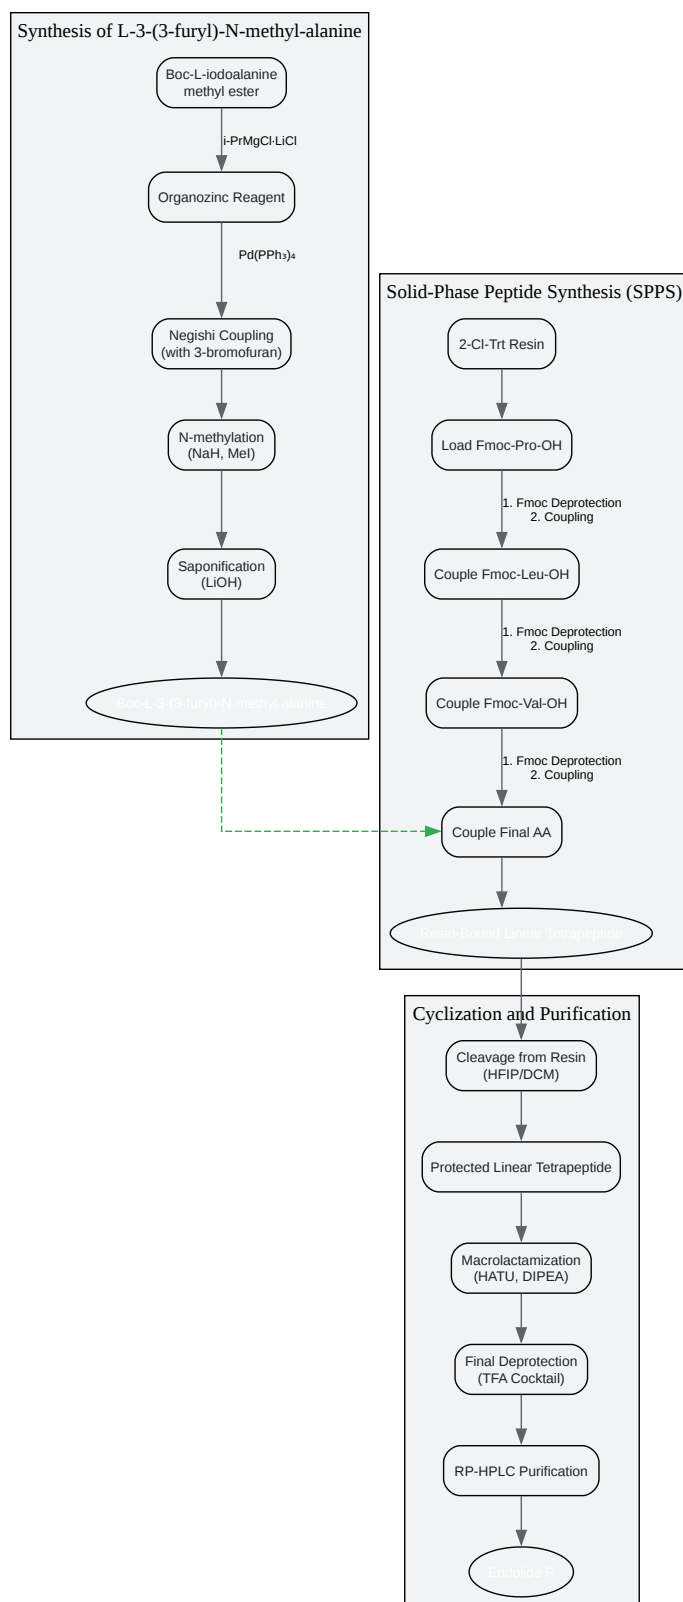 Synthesis of L-3-(3-furyl)-N-methyl-alanine
Boc-L-iodoalanine
methyl ester
i-PrMgCl·LiCl
Organozinc Reagent
Pd(PPh₃)₄
Negishi Coupling
(with 3-bromofuran)
N-methylation
(NaH, MeI)
Saponification
(LiOH)
Boc-L-3-(3-furyl)-N-methyl-alanine
Solid-Phase Peptide Synthesis (SPPS)
2-Cl-Trt Resin
Load Fmoc-Pro-OH
1. Fmoc Deprotection
2. Coupling
Couple Fmoc-Leu-OH
1. Fmoc Deprotection
2. Coupling
Couple Fmoc-Val-OH
1. Fmoc Deprotection
2. Coupling
Couple Final AA
Resin-Bound Linear Tetrapeptide
Cyclization and Purification
Cleavage from Resin
(HFIP/DCM)
Protected Linear Tetrapeptide
Macrolactamization
(HATU, DIPEA)
Final Deprotection
(TFA Cocktail)
RP-HPLC Purification
Endolide F